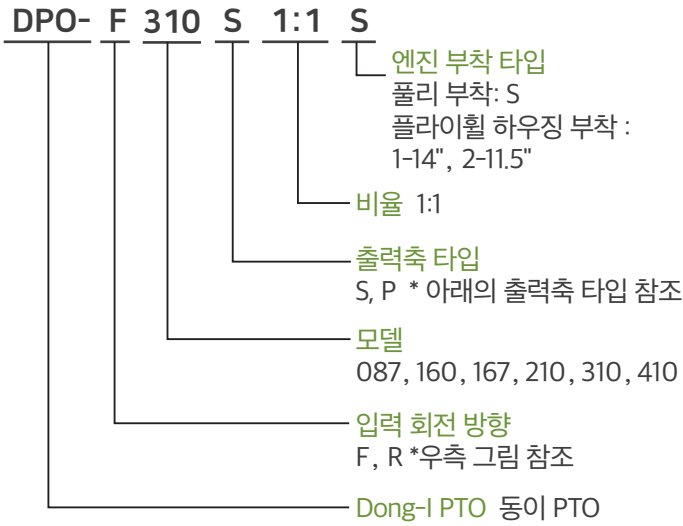 DPO- F 310 S 1:1 S
엔진 부착 타입
풀리 부착: S
플라이휠 하우징 부착 :
1-14", 2-11.5"
비율 1:1
출력축 타입
S, P * 아래의 출력축 타입 참조
모델
087, 160, 167, 210, 310, 410
입력 회전 방향
F, R *우측 그림 참조
Dong-I PTO 동이 PTO